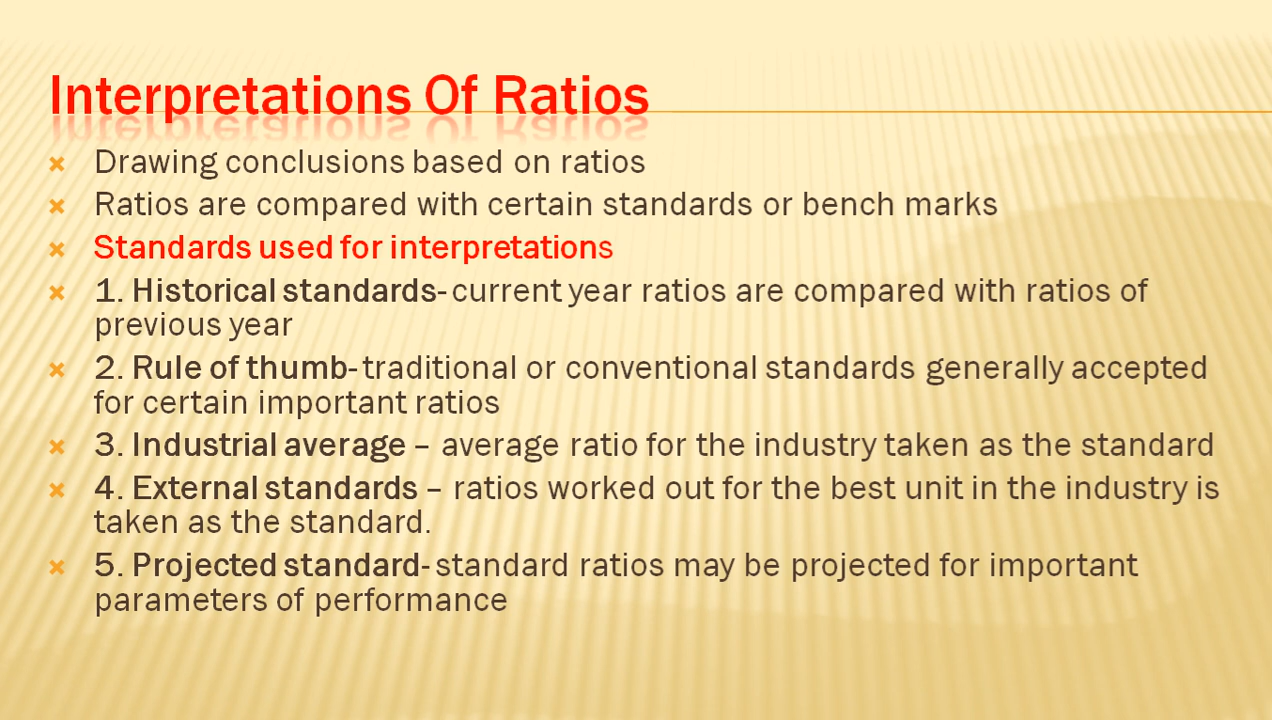 Interpretations Of Ratios
Drawing conclusions based on ratios
Ratios are compared with certain standards or bench marks
Standards used for interpretations
1. Historical standards- current year ratios are compared with ratios of
previous year
2. Rule of thumb- traditional or conventional standards generally accepted
for certain important ratios
3. Industrial average – average ratio for the industry taken as the standard
4. External standards – ratios worked out for the best unit in the industry is
taken as the standard.
5. Projected standard- standard ratios may be projected for important
parameters of performance